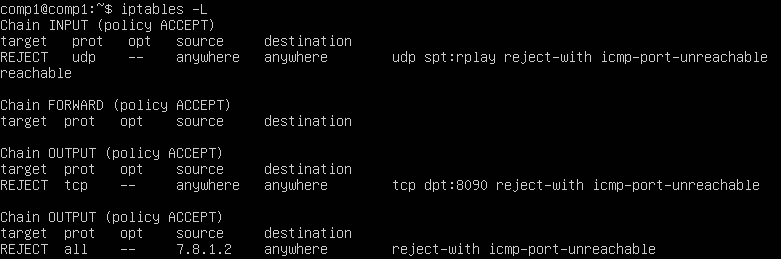 comp1@comp1:~$ iptables -L
Chain INPUT (policy ACCEPT)
target prot opt source destination
REJECT udp -- anywhere anywhere udp spt:rplay reject-with icmp-port-unreachable
reachable
Chain FORWARD (policy ACCEPT)
target prot opt source destination
Chain OUTPUT (policy ACCEPT)
target prot opt source destination
REJECT tcp -- anywhere anywhere tcp dpt:8090 reject-with icmp-port-unreachable
Chain OUTPUT (policy ACCEPT)
target prot opt source destination
REJECT all -- 7.8.1.2 anywhere reject-with icmp-port-unreachable